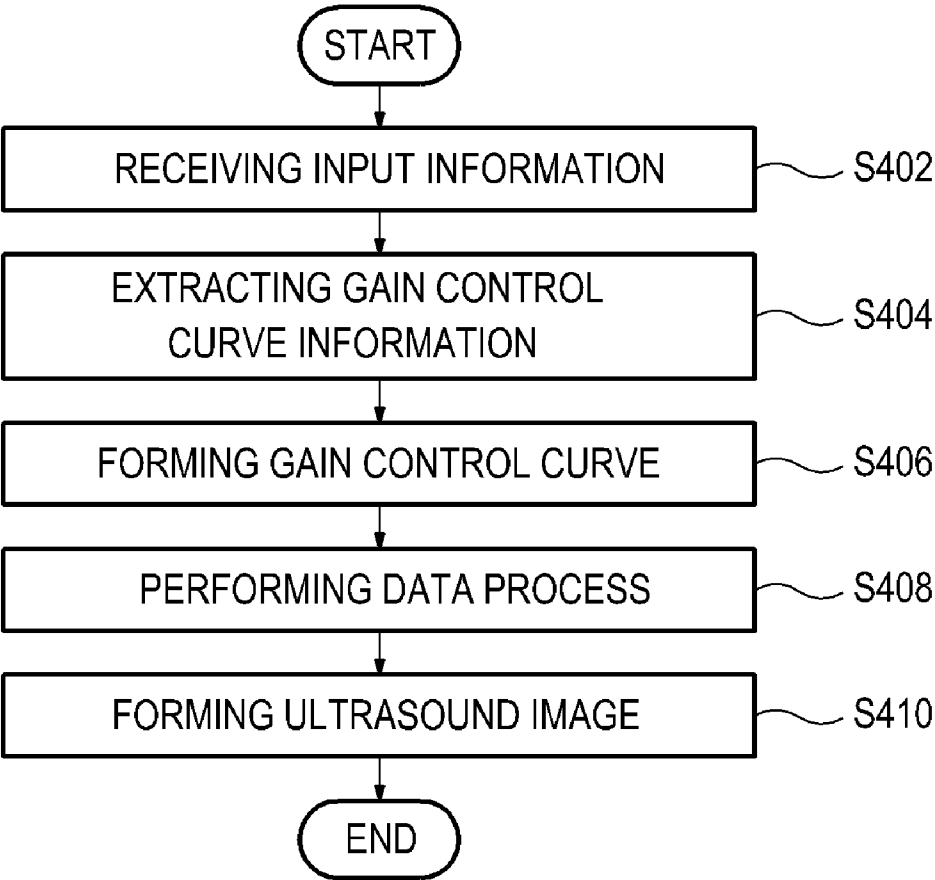 START
RECEIVING INPUT INFORMATION
S402
EXTRACTING GAIN CONTROL
CURVE INFORMATION
S404
FORMING GAIN CONTROL CURVE
S406
PERFORMING DATA PROCESS
S408
FORMING ULTRASOUND IMAGE
S410
END